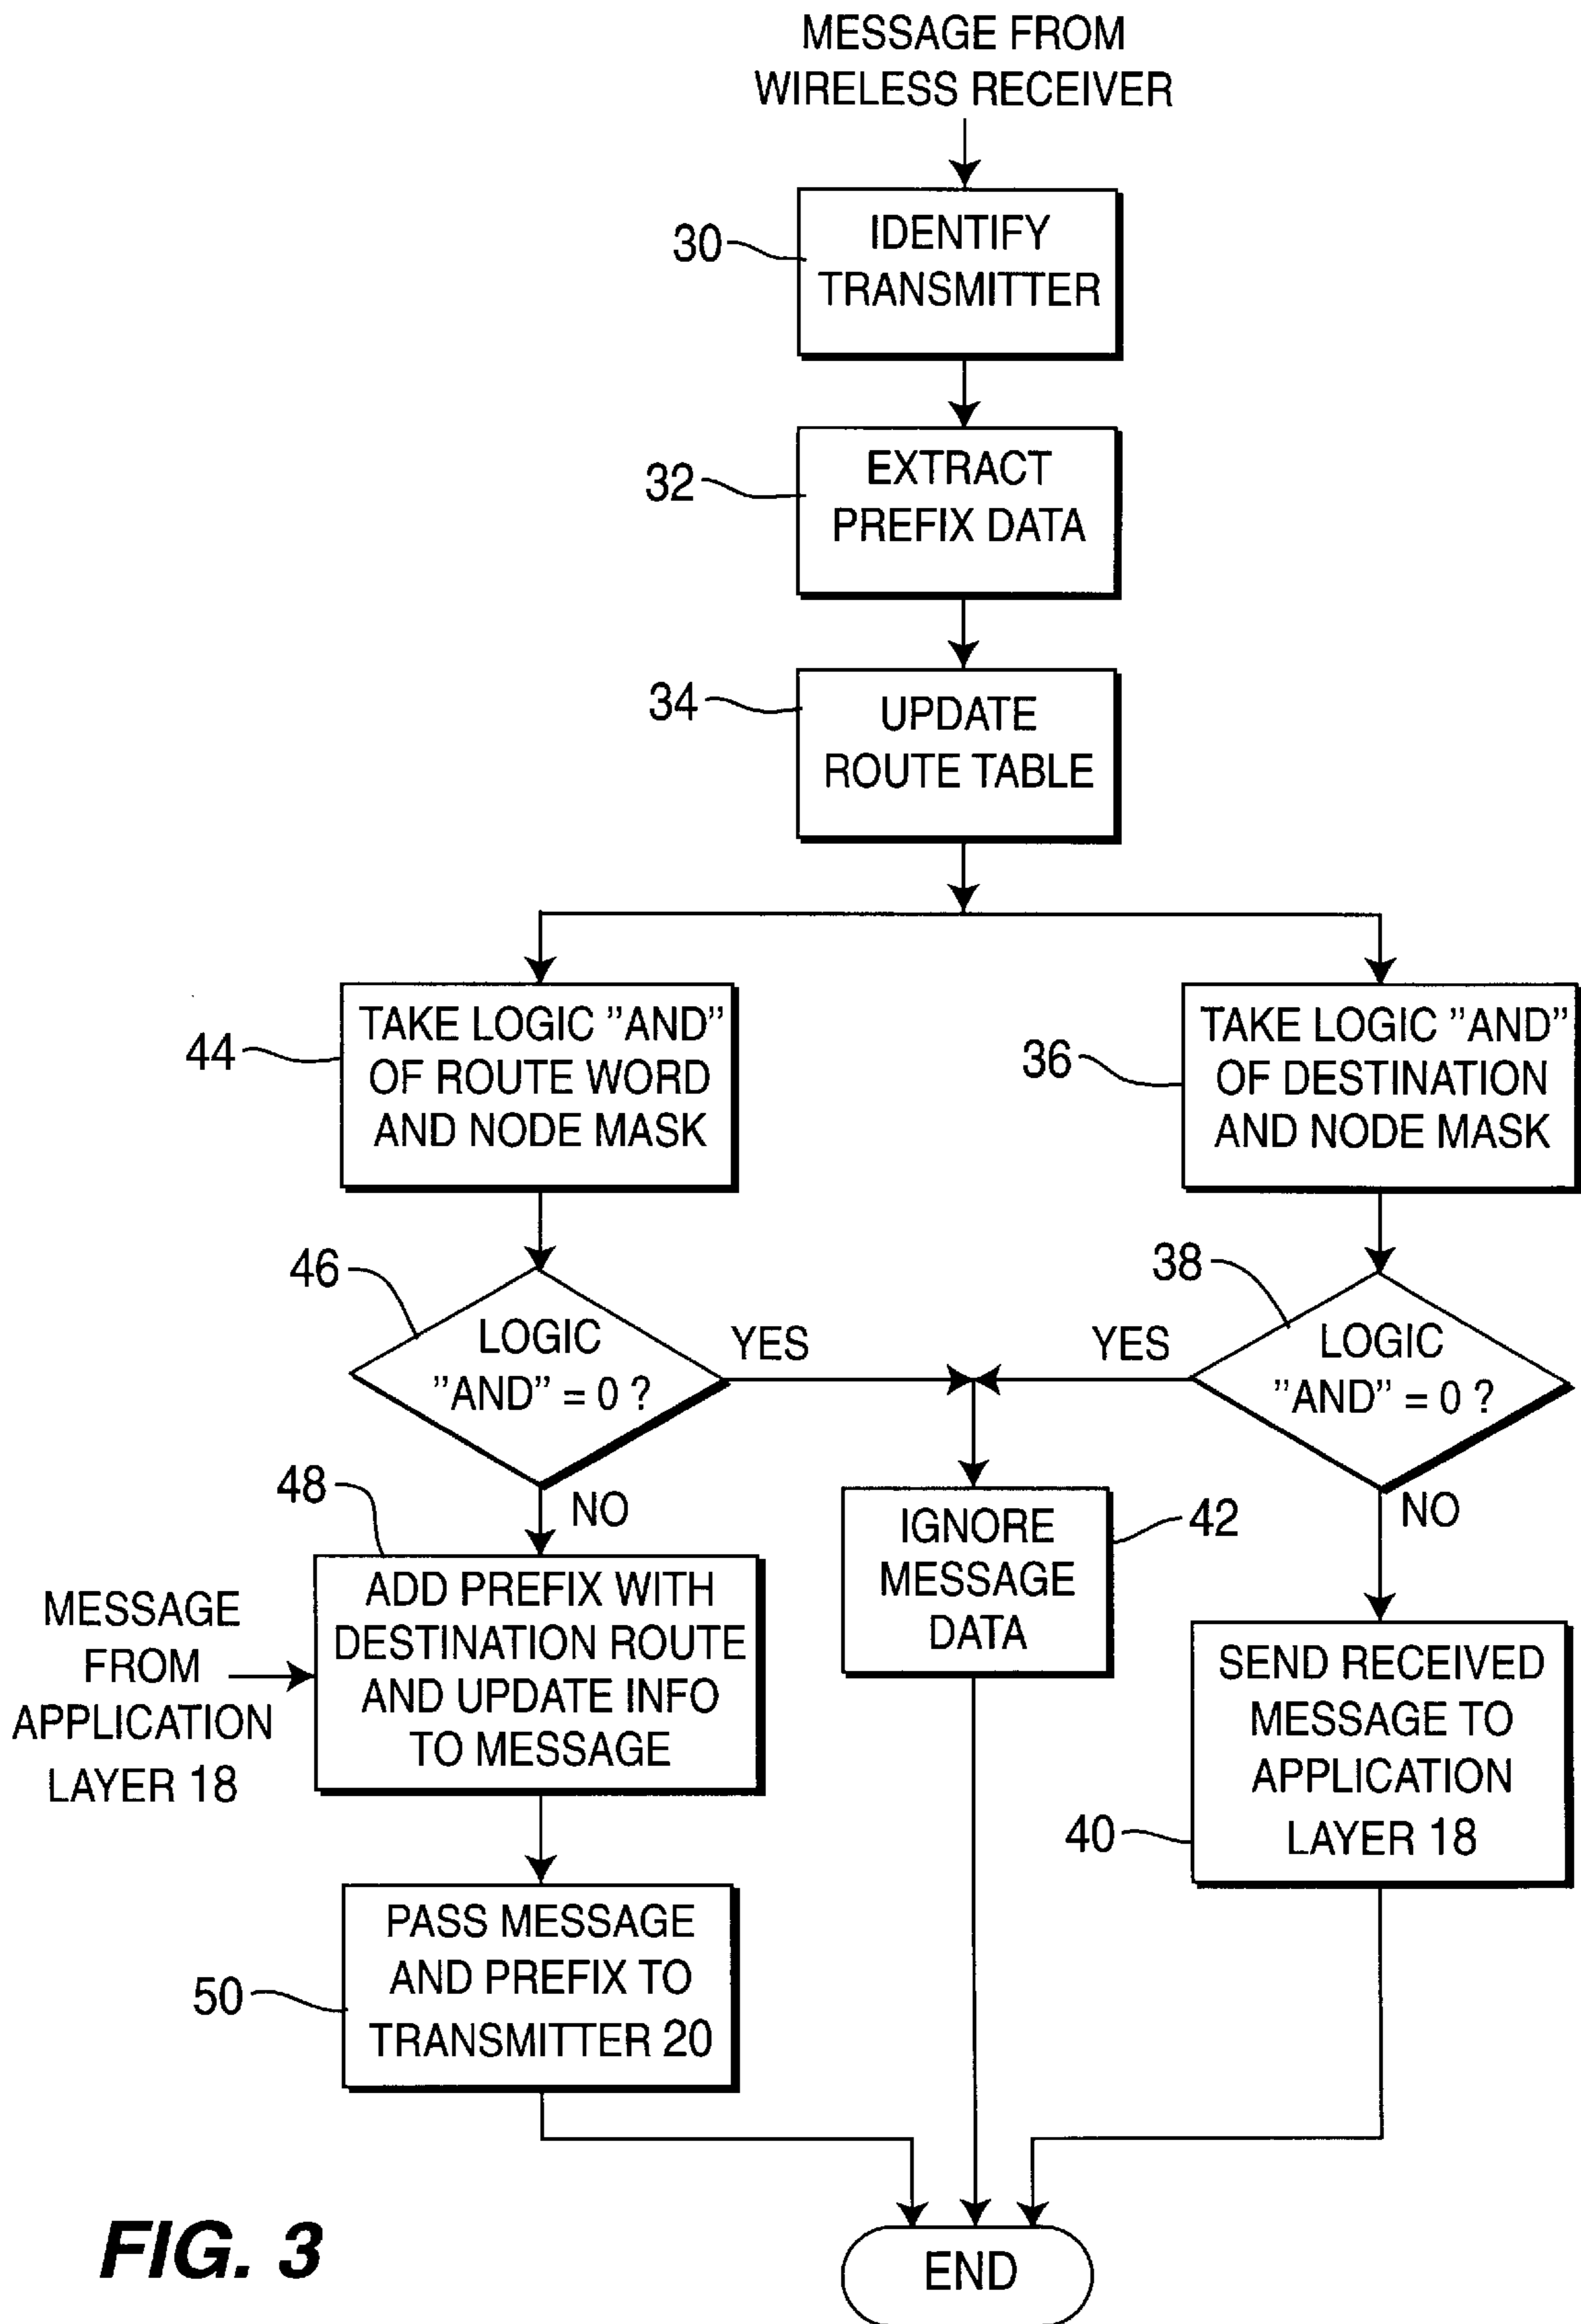 MESSAGE FROM
WIRELESS RECEIVER
30
IDENTIFY
TRANSMITTER
32
EXTRACT
PREFIX DATA
34
UPDATE
ROUTE TABLE
44
TAKE LOGIC "AND"
OF ROUTE WORD
AND NODE MASK
36
TAKE LOGIC "AND"
OF DESTINATION
AND NODE MASK
46
LOGIC
"AND" = 0 ?
YES
38
LOGIC
"AND" = 0 ?
YES
48
NO
ADD PREFIX WITH
DESTINATION ROUTE
AND UPDATE INFO
TO MESSAGE
MESSAGE
FROM
APPLICATION
LAYER 18
IGNORE
MESSAGE
DATA
42
NO
SEND RECEIVED
MESSAGE TO
APPLICATION
LAYER 18
40
50
PASS MESSAGE
AND PREFIX TO
TRANSMITTER 20
END
FIG. 3